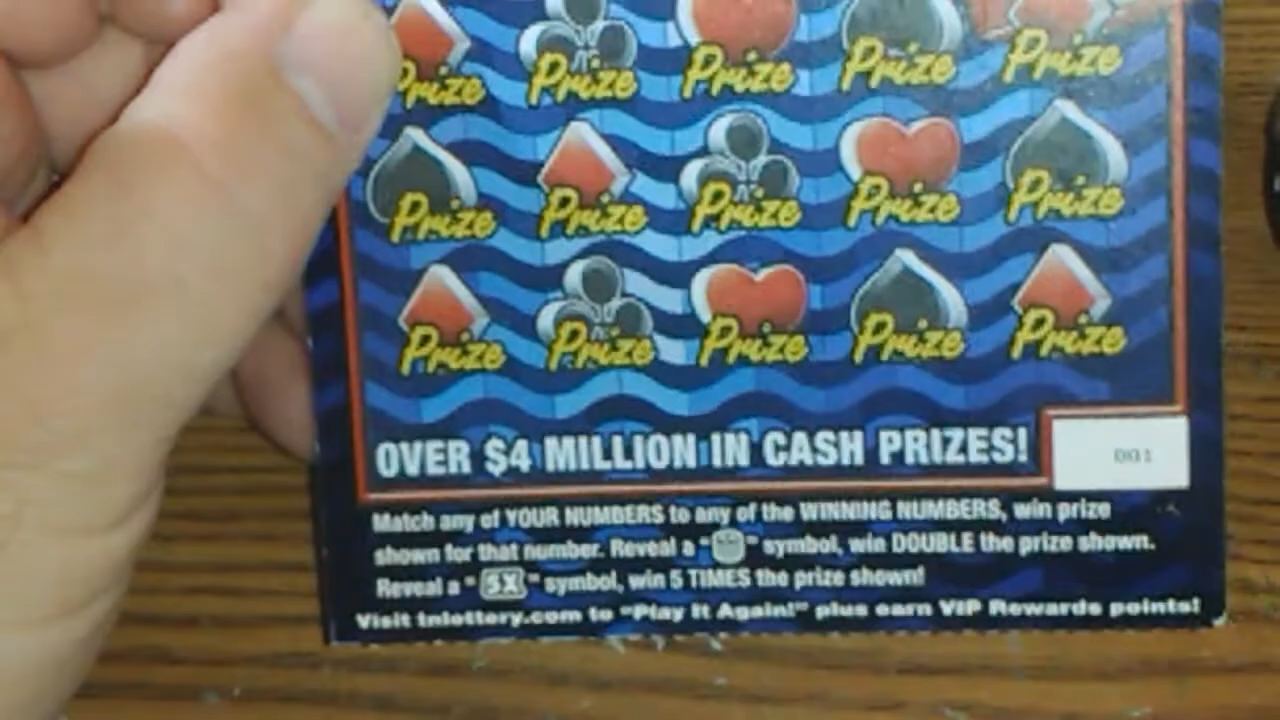 Prize Prize Prize Prize Prize
Prize Prize Prize Prize Prize
Prize Prize Prize Prize Prize
OVER $4 MILLION IN CASH PRIZES!
001
Match any of YOUR NUMBERS to any of the WINNING NUMBERS, win prize
shown for that number. Reveal a " " symbol, win DOUBLE the prize shown.
Reveal a "5X" symbol, win 5 TIMES the prize shown!
Visit tnlottery.com to "Play It Again!" plus earn VIP Rewards points!